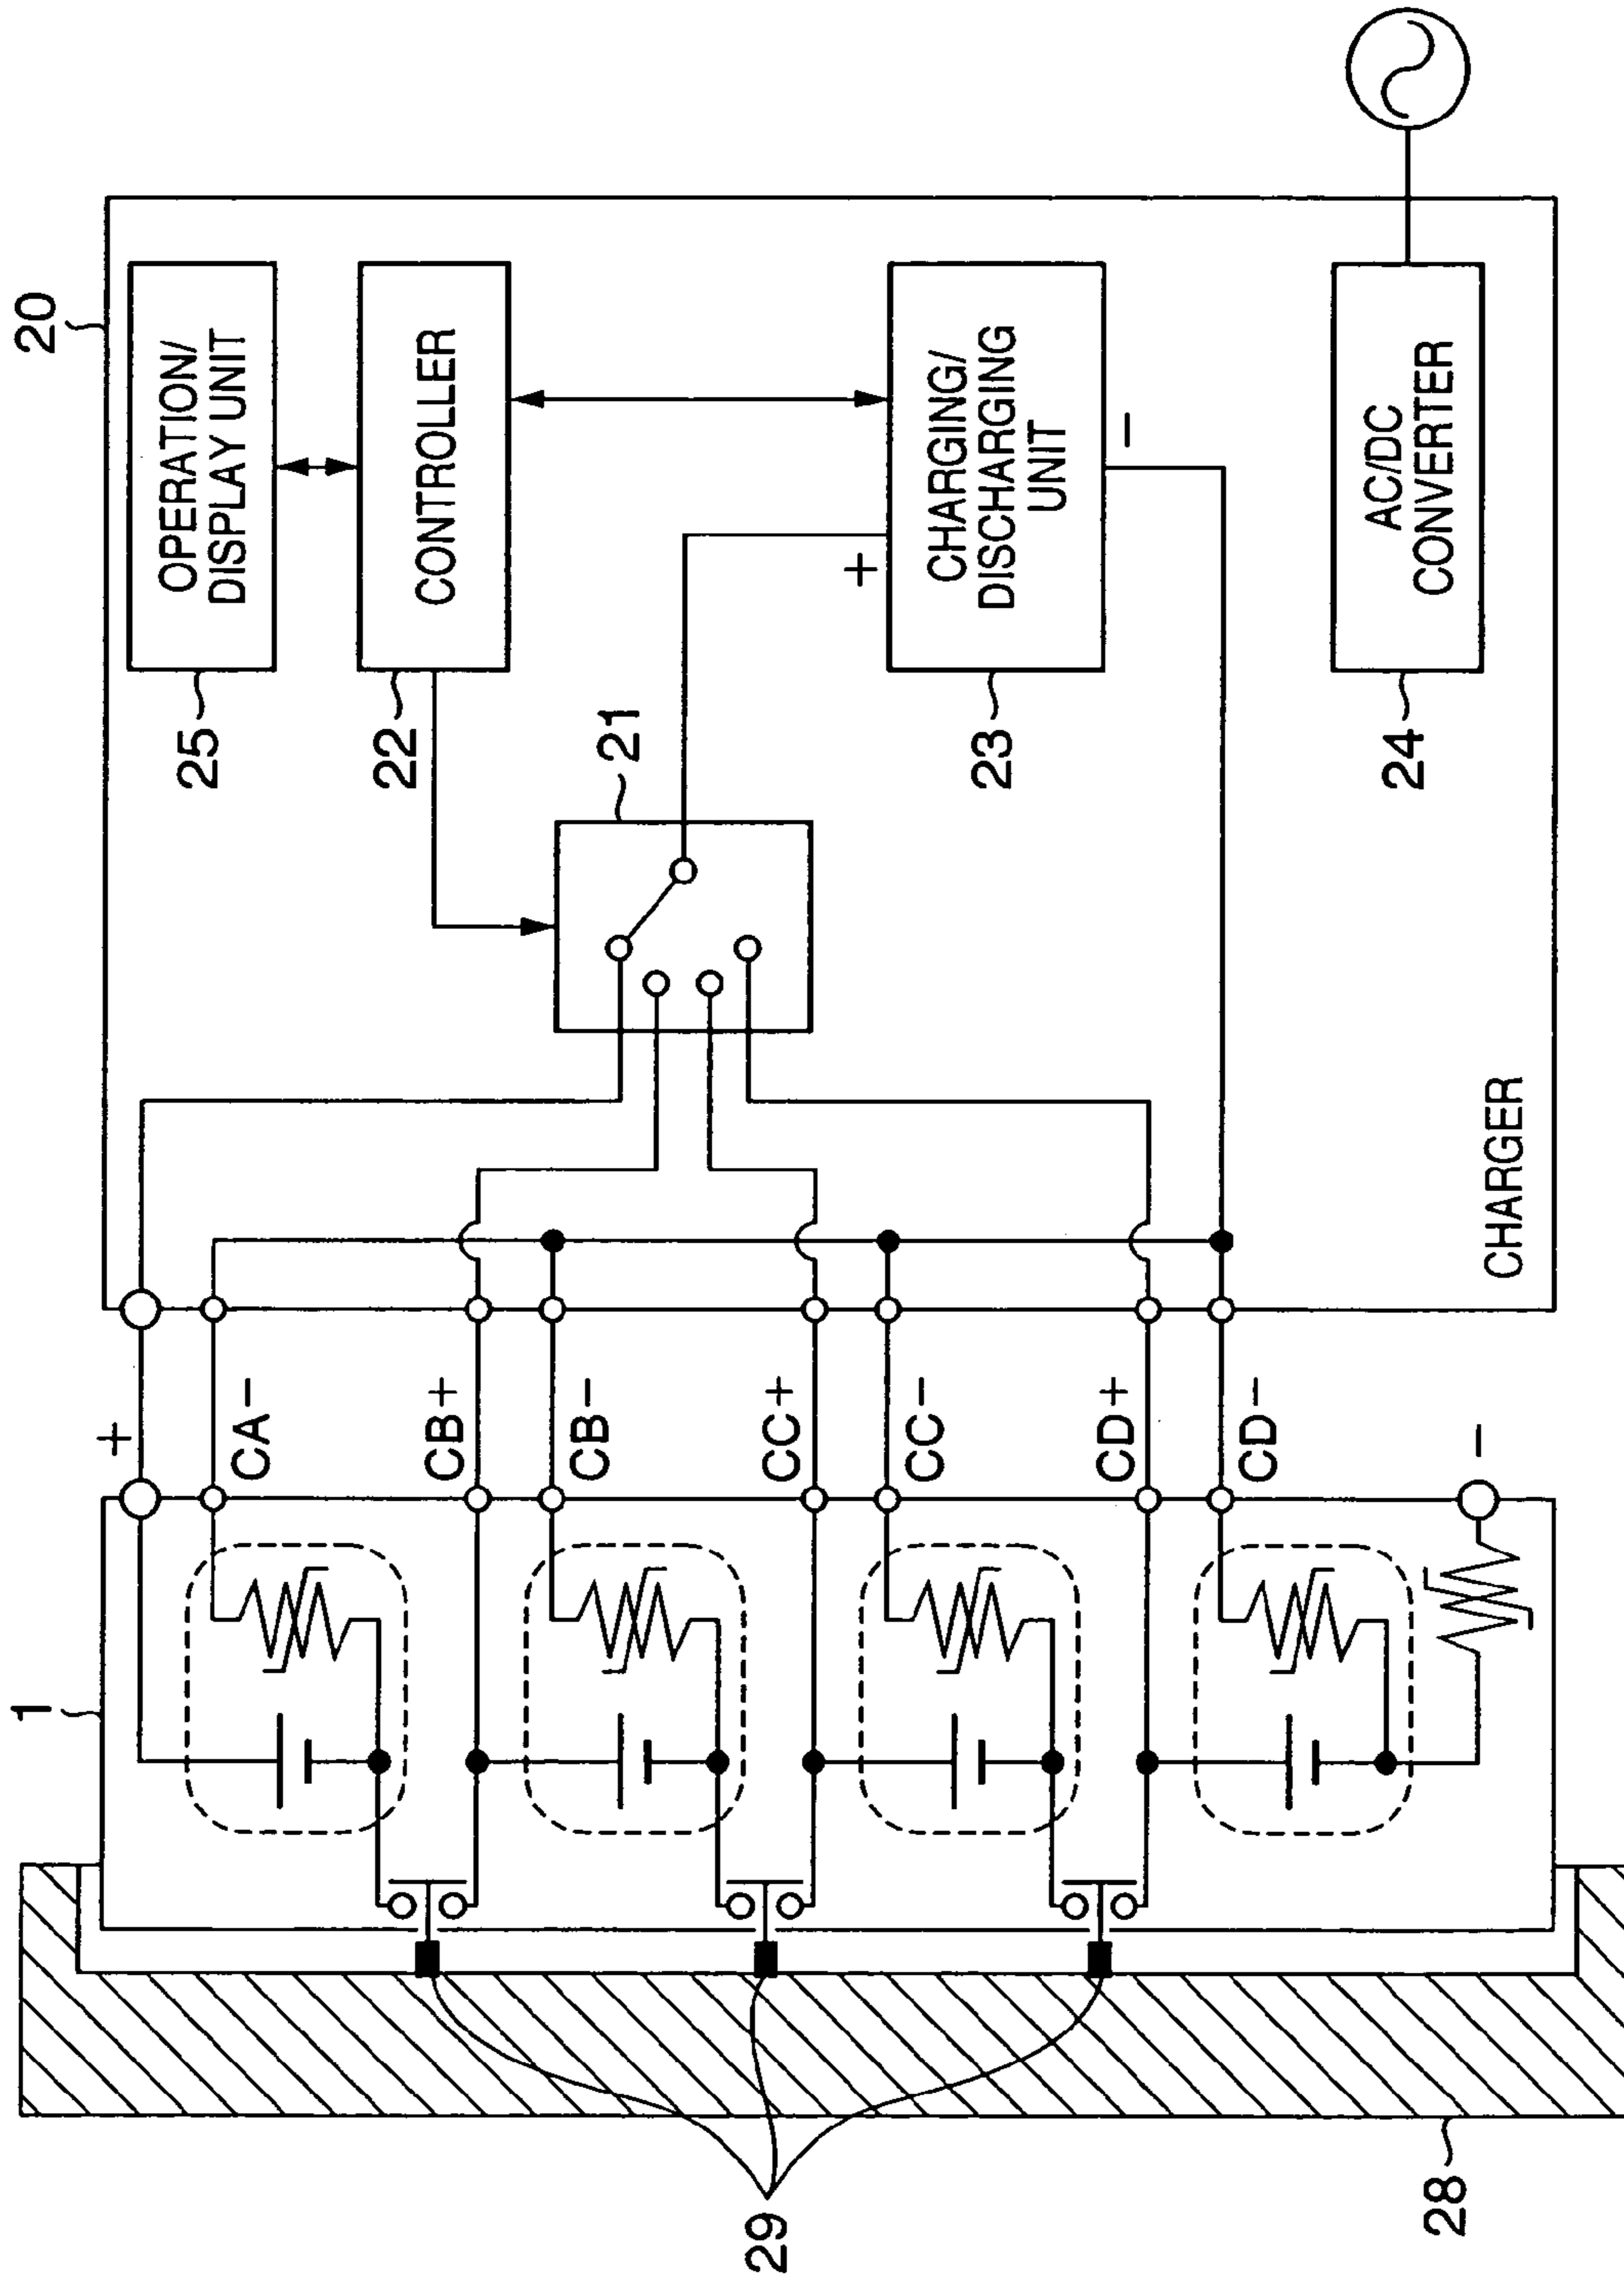 20
OPERATION/
DISPLAY UNIT
25
CONTROLLER
22
21
CHARGING/
DISCHARGING
UNIT
+
−
23
AC/DC
CONVERTER
24
CHARGER
1
+
CA−
CB+
CB−
CC+
CC−
CD+
CD−
−
29
28